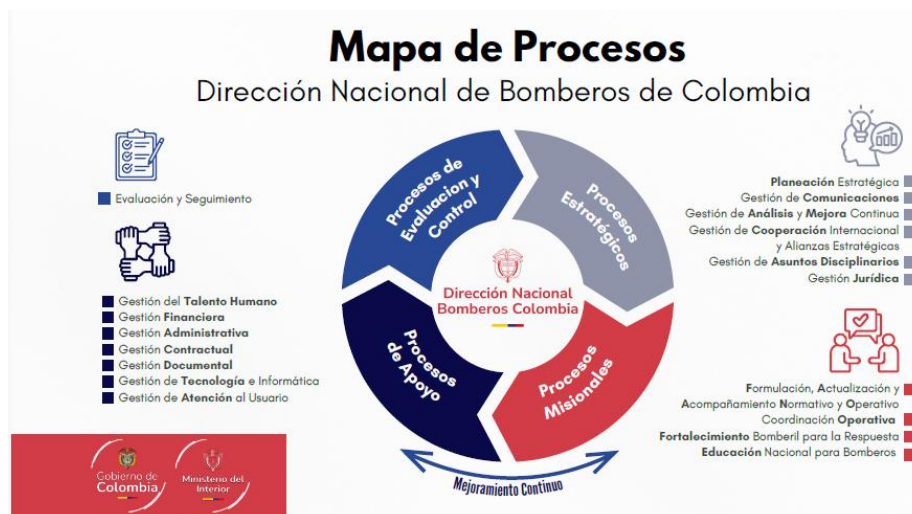 Mapa de Procesos
Dirección Nacional de Bomberos de Colombia
Evaluación y Seguimiento
Gestión del Talento Humano
Gestión Financiera
Gestión Administrativa
Gestión Contractual
Gestión Documental
Gestión de Tecnología e Informática
Gestión de Atención al Usuario
Procesos de
Evaluacion y
Control
Procesos
Estratégicos
Dirección Nacional
Bomberos Colombia
Procesos
de Apoyo
Procesos
Misionales
Mejoramiento Continuo
Planeación Estratégica
Gestión de Comunicaciones
Gestión de Análisis y Mejora Continua
Gestión de Cooperación Internacional
y Alianzas Estratégicas
Gestión de Asuntos Disciplinarios
Gestión Jurídica
Formulación, Actualización y
Acompañamiento Normativo y Operativo
Coordinación Operativa
Fortalecimiento Bomberil para la Respuesta
Educación Nacional para Bomberos
Gobierno de
Colombia
Ministerio del
Interior